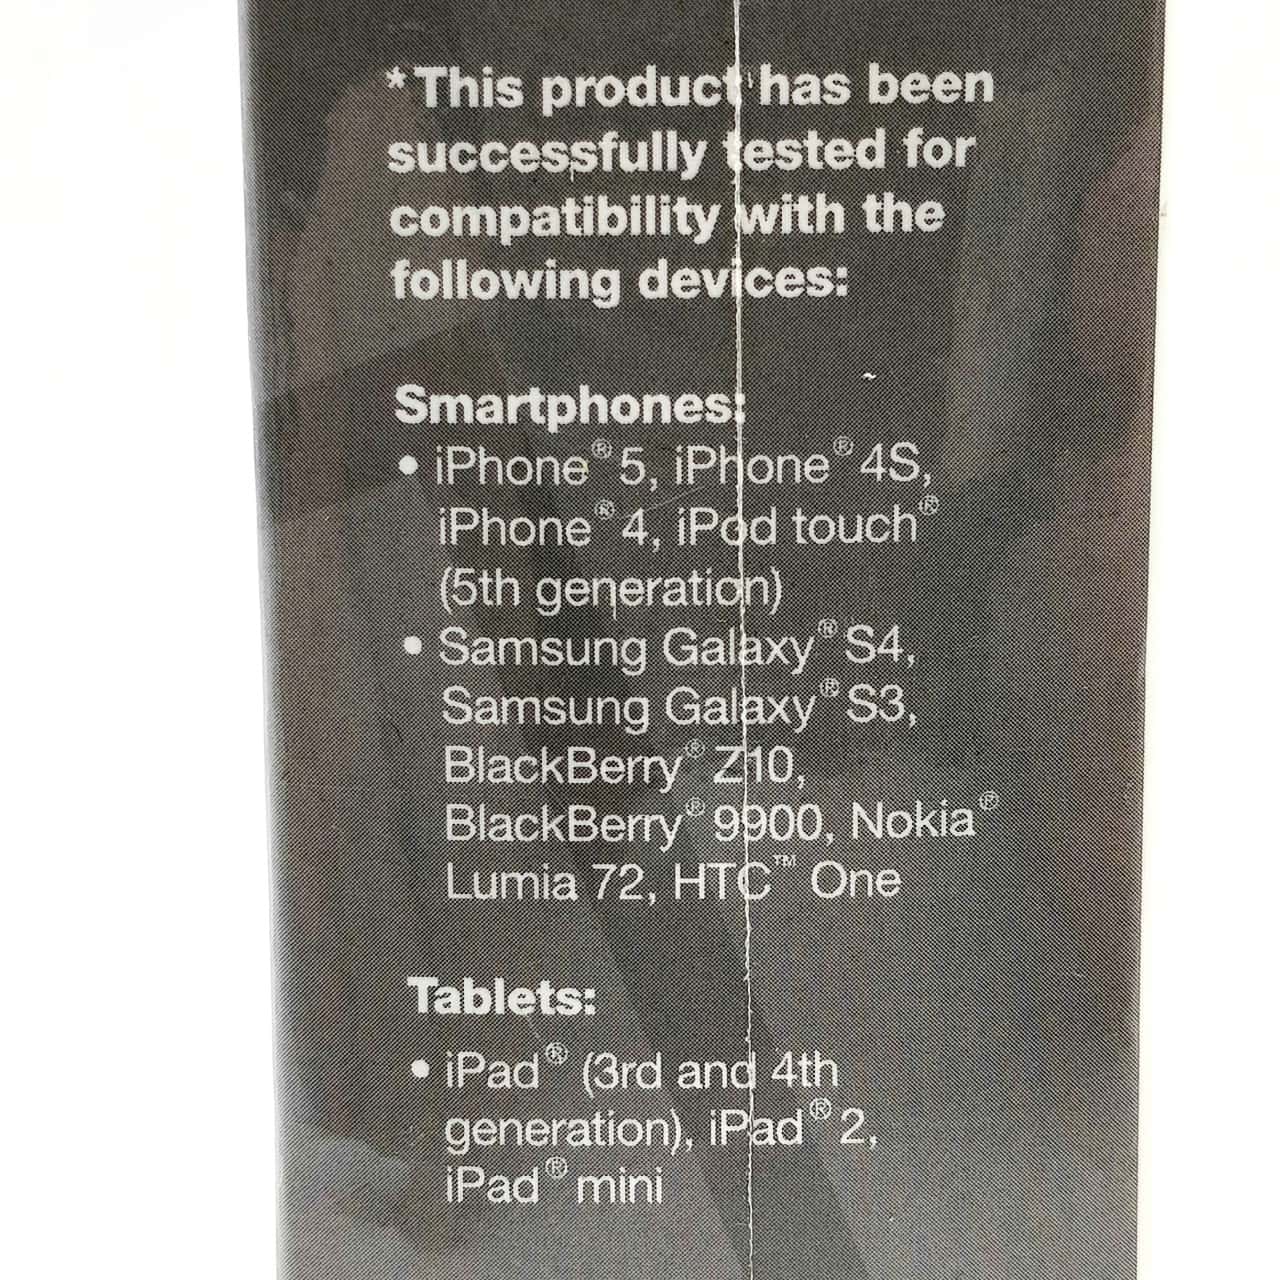 *This product has been
successfully tested for
compatibility with the
following devices:
Smartphones:
• iPhone® 5, iPhone® 4S,
iPhone® 4, iPod touch®
(5th generation)
• Samsung Galaxy® S4,
Samsung Galaxy® S3,
BlackBerry® Z10,
BlackBerry® 9900, Nokia®
Lumia 72, HTC™ One
Tablets:
• iPad® (3rd and 4th
generation), iPad® 2,
iPad® mini